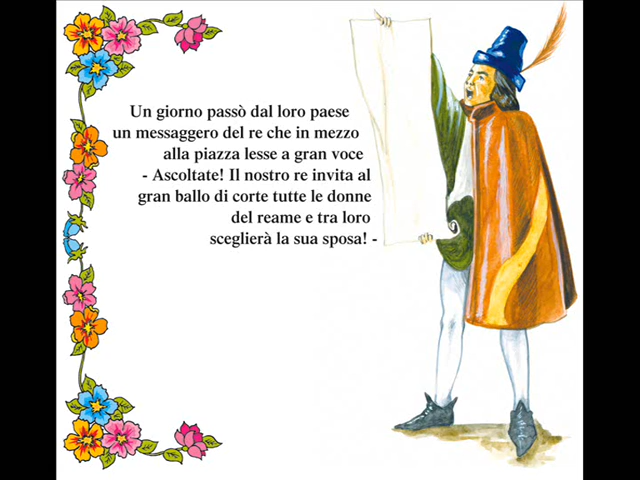 Un giorno passò dal loro paese
un messaggero del re che in mezzo
alla piazza lesse a gran voce
- Ascoltate! Il nostro re invita al
gran ballo di corte tutte le donne
del reame e tra loro
sceglierà la sua sposa! -